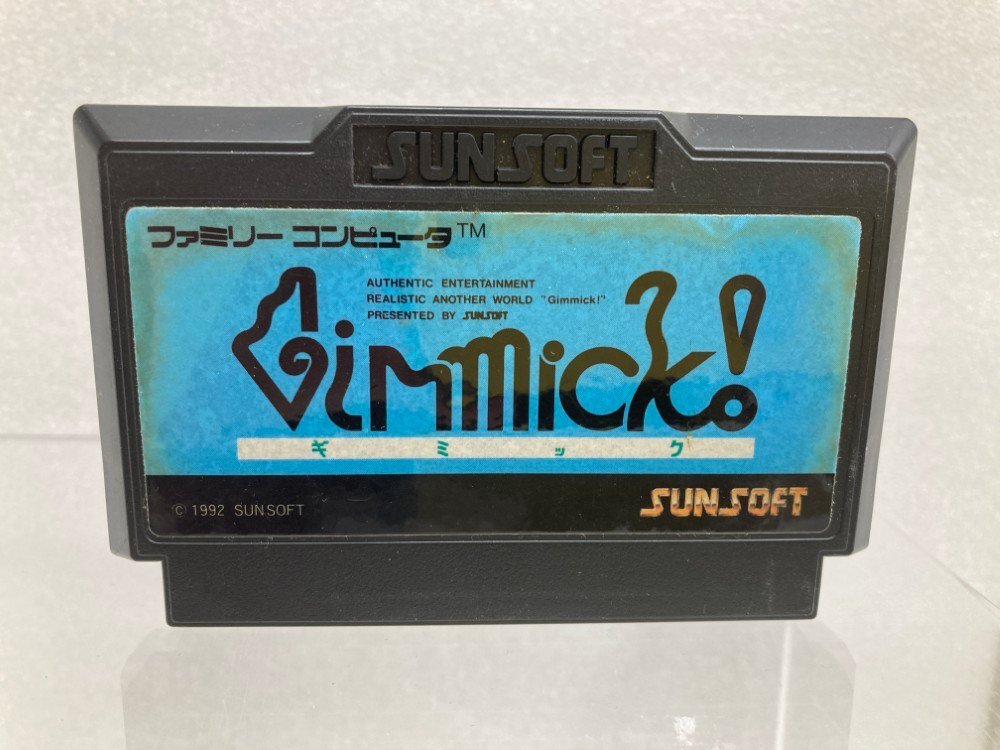 SUNSOFT
ファミリーコンピュータ™
AUTHENTIC ENTERTAINMENT
REALISTIC ANOTHER WORLD "Gimmick!"
PRESENTED BY SUNSOFT
Gimmick!
ギミック
© 1992 SUNSOFT
SUNSOFT